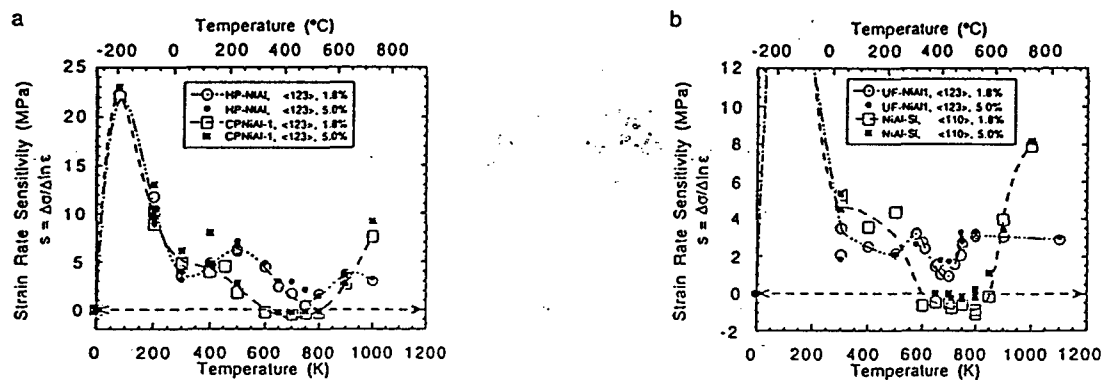 a
Temperature (°C)
-200 0 200 400 600
25
20
15
10
5
0
Strain Rate Sensitivity (MPa)
s = Δσ/Δln ε
HP-NiAl, <123>, 1.8%
HP-NiAl, <123>, 5.0%
CPNiAl-1, <123>, 1.8%
CPNiAl-1, <123>, 5.0%
0 200 400 600 800 1000 1200
Temperature (K)
b
Temperature (°C)
-200 0 200 400 600 800
12
10
8
6
4
2
0
-2
Strain Rate Sensitivity (MPa)
s = Δσ/Δln ε
UF-NiAl1, <123>, 1.8%
UF-NiAl1, <123>, 5.0%
NiAl-Si, <110>, 1.8%
NiAl-Si, <110>, 5.0%
0 200 400 600 800 1000 1200
Temperature (K)